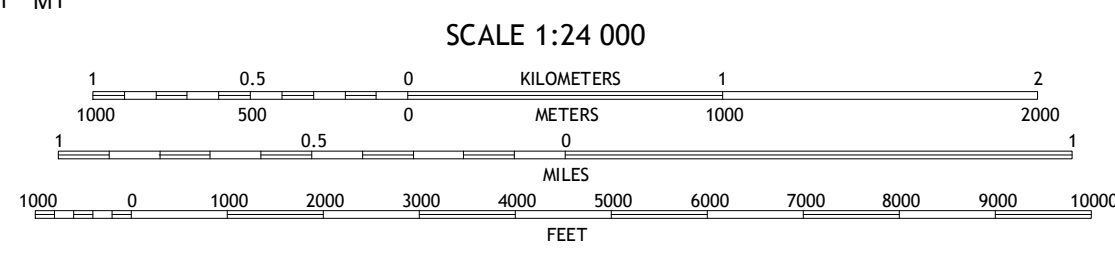 SCALE 1:24 000
1 0.5 0 KILOMETERS 1 2
1000 500 0 METERS 1000 2000
1 0.5 0 1
MILES
1000 0 1000 2000 3000 4000 5000 6000 7000 8000 9000 10000
FEET